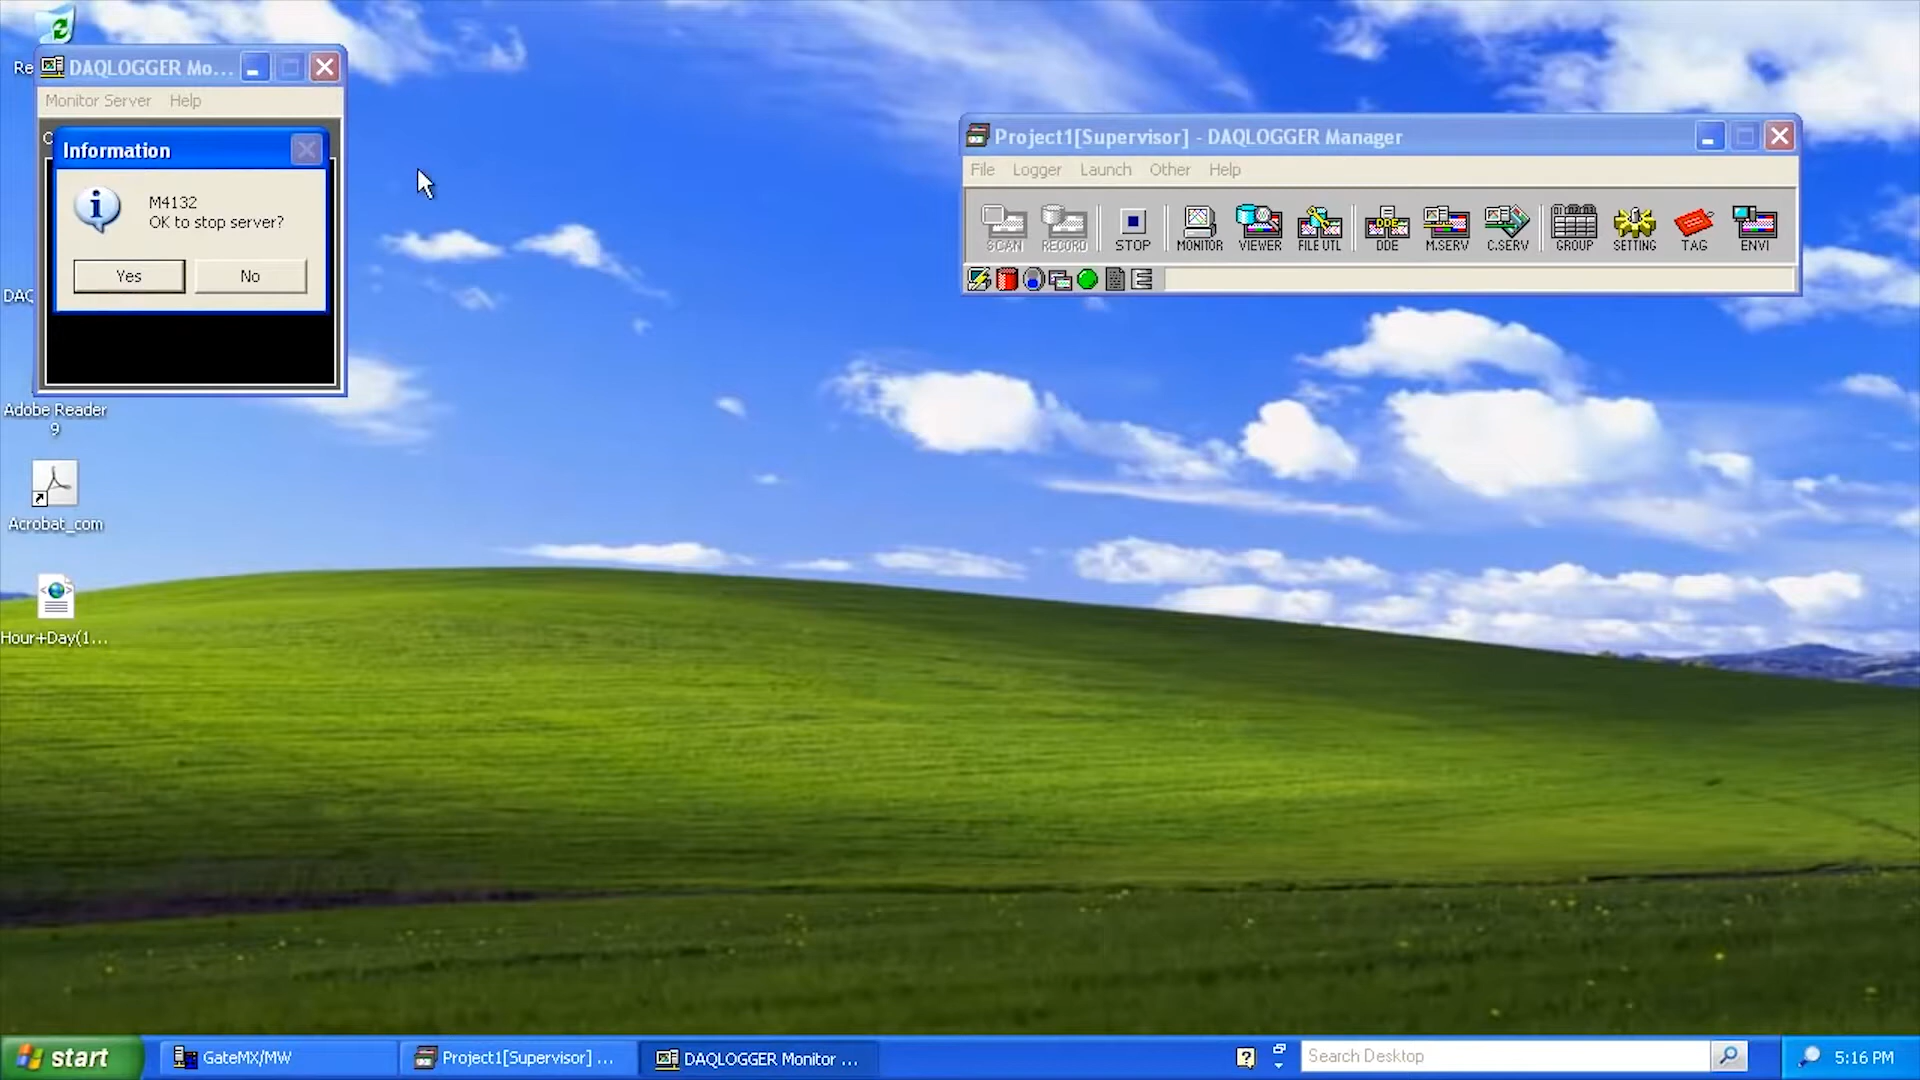 Re
DAQLOGGER Mo...
Monitor Server Help
Information
M4132
OK to stop server?
Yes No
DAQ
Adobe Reader
9
Acrobat_com
Hour+Day(1...
Project1[Supervisor] - DAQLOGGER Manager
File Logger Launch Other Help
SCAN RECORD STOP MONITOR VIEWER FILE UTL DDE M.SERV C.SERV GROUP SETTING TAG ENVI
start GateMX/MW Project1[Supervisor] ... DAQLOGGER Monitor ... Search Desktop 5:16 PM